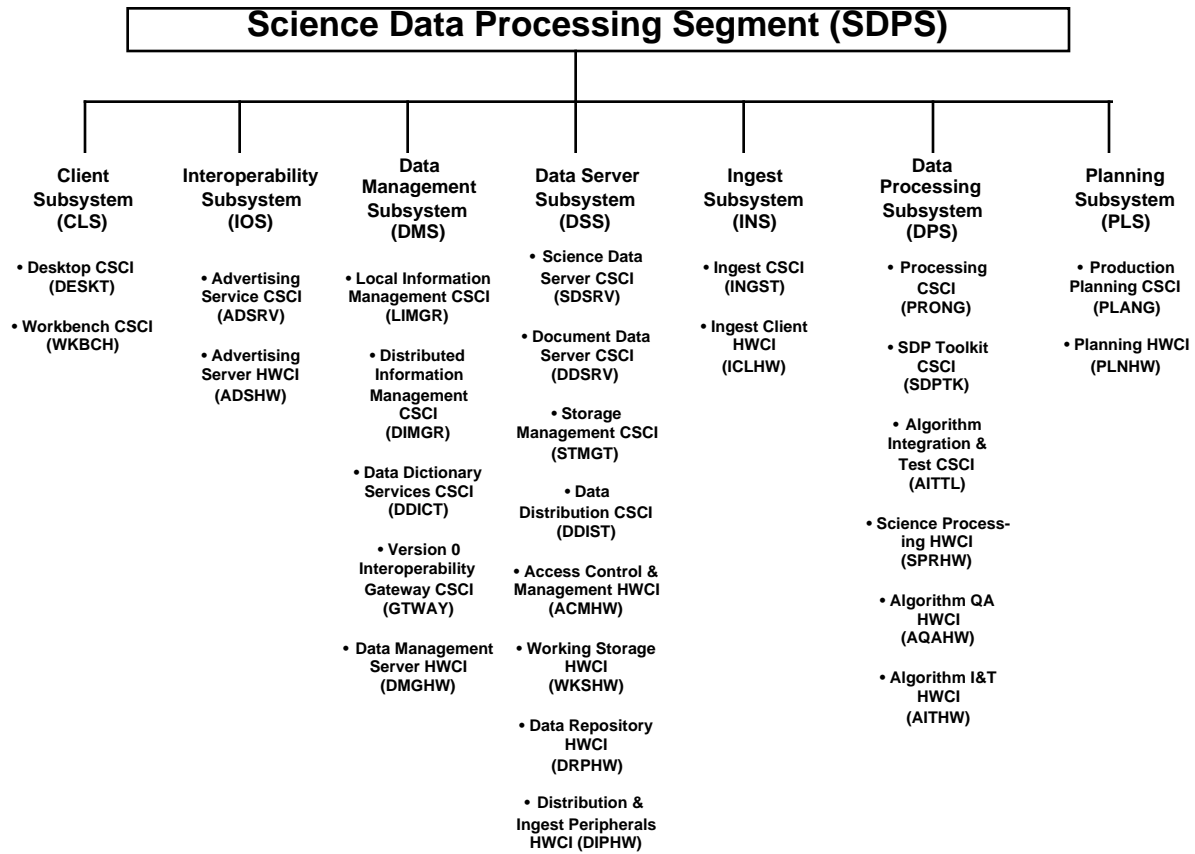 Science Data Processing Segment (SDPS)
Client
Subsystem
(CLS)
• Desktop CSCI
(DESKT)
• Workbench CSCI
(WKBCH)
Interoperability
Subsystem
(IOS)
• Advertising
Service CSCI
(ADSRV)
• Advertising
Server HWCI
(ADSHW)
Data
Management
Subsystem
(DMS)
• Local Information
Management CSCI
(LIMGR)
• Distributed
Information
Management
CSCI
(DIMGR)
• Data Dictionary
Services CSCI
(DDICT)
• Version 0
Interoperability
Gateway CSCI
(GTWAY)
• Data Management
Server HWCI
(DMGHW)
Data Server
Subsystem
(DSS)
• Science Data
Server CSCI
(SDSRV)
• Document Data
Server CSCI
(DDSRV)
• Storage
Management CSCI
(STMGT)
• Data
Distribution CSCI
(DDIST)
• Access Control &
Management HWCI
(ACMHW)
• Working Storage
HWCI
(WKSHW)
• Data Repository
HWCI
(DRPHW)
• Distribution &
Ingest Peripherals
HWCI (DIPHW)
Ingest
Subsystem
(INS)
• Ingest CSCI
(INGST)
• Ingest Client
HWCI
(ICLHW)
Data
Processing
Subsystem
(DPS)
• Processing
CSCI
(PRONG)
• SDP Toolkit
CSCI
(SDPTK)
• Algorithm
Integration &
Test CSCI
(AITTL)
• Science Process-
ing HWCI
(SPRHW)
• Algorithm QA
HWCI
(AQAHW)
• Algorithm I&T
HWCI
(AITHW)
Planning
Subsystem
(PLS)
• Production
Planning CSCI
(PLANG)
• Planning HWCI
(PLNHW)